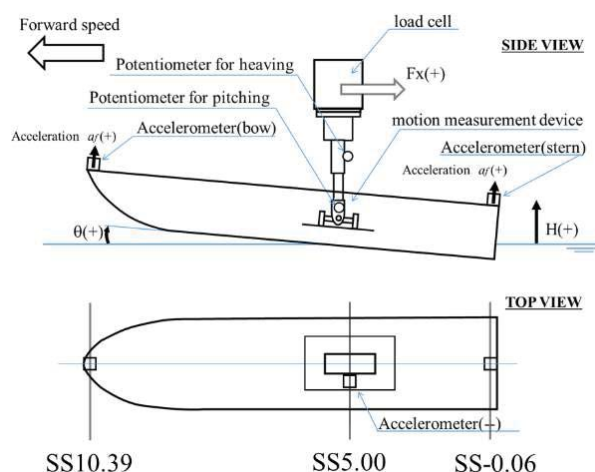 Forward speed
load cell
SIDE VIEW
Potentiometer for heaving
Fx(+)
Potentiometer for pitching
motion measurement device
Acceleration af(+)
Accelerometer(bow)
Accelerometer(stern)
Acceleration af(+)
θ(+)
H(+)
TOP VIEW
Accelerometer(--)
SS10.39
SS5.00
SS-0.06